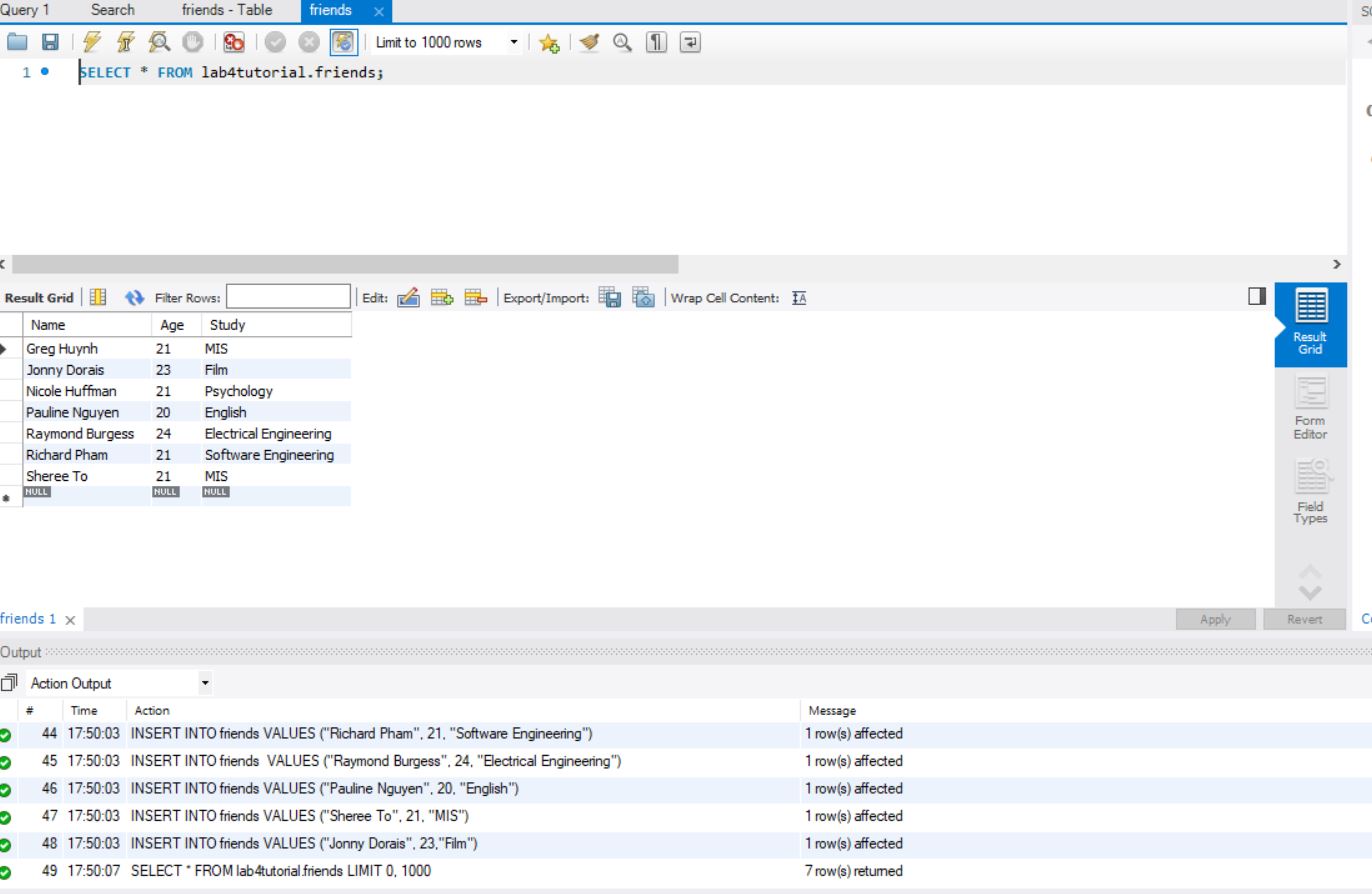 Query 1 Search friends - Table friends
Limit to 1000 rows
1 SELECT * FROM lab4tutorial.friends;
Result Grid Filter Rows: Edit: Export/Import: Wrap Cell Content:
Name Age Study
Greg Huynh 21 MIS
Jonny Dorais 23 Film
Nicole Huffman 21 Psychology
Pauline Nguyen 20 English
Raymond Burgess 24 Electrical Engineering
Richard Pham 21 Software Engineering
Sheree To 21 MIS
NULL NULL NULL
Result
Grid
Form
Editor
Field
Types
friends 1 Apply Revert
Output
Action Output
# Time Action Message
44 17:50:03 INSERT INTO friends VALUES ("Richard Pham", 21, "Software Engineering") 1 row(s) affected
45 17:50:03 INSERT INTO friends  VALUES ("Raymond Burgess", 24, "Electrical Engineering") 1 row(s) affected
46 17:50:03 INSERT INTO friends VALUES ("Pauline Nguyen", 20, "English") 1 row(s) affected
47 17:50:03 INSERT INTO friends VALUES ("Sheree To", 21, "MIS") 1 row(s) affected
48 17:50:03 INSERT INTO friends VALUES ("Jonny Dorais", 23,"Film") 1 row(s) affected
49 17:50:07 SELECT * FROM lab4tutorial.friends LIMIT 0, 1000 7 row(s) returned